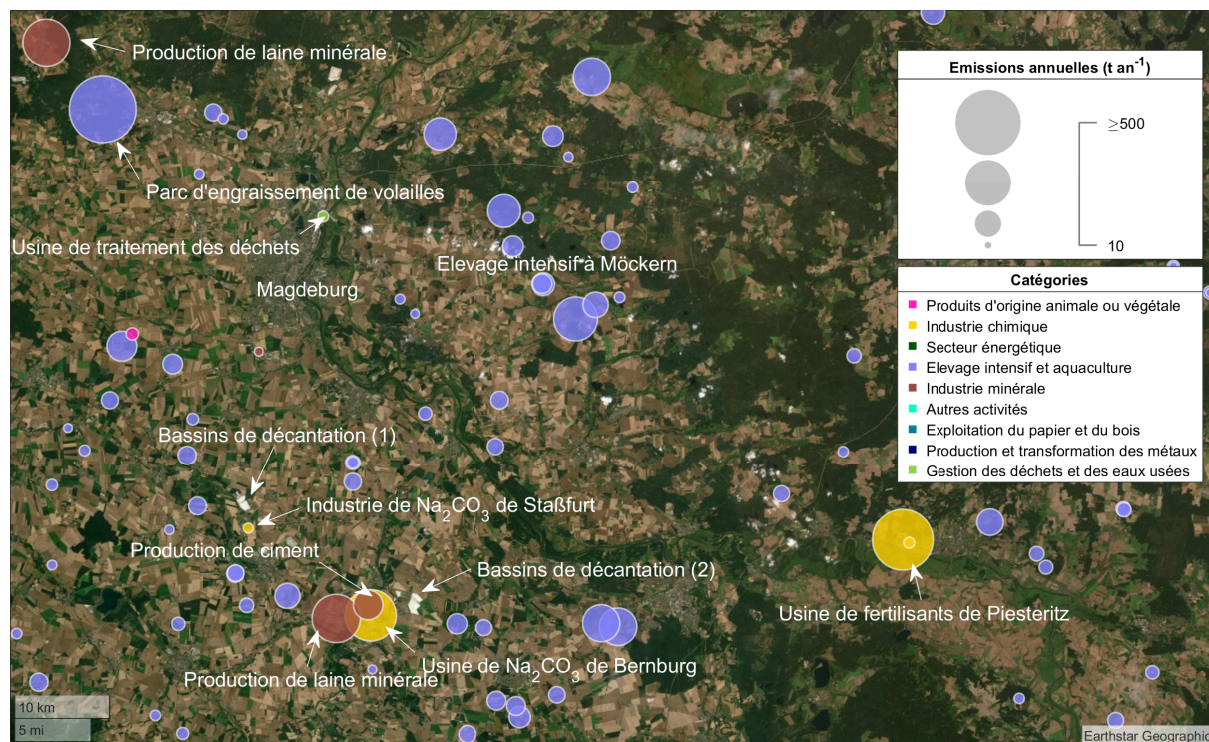 Production de laine minérale
Emissions annuelles (t an-1)
≥500
10
Parc d'engraissement de volailles
Usine de traitement des déchets
Elevage intensif à Möckern
Magdeburg
Catégories
Produits d'origine animale ou végétale
Industrie chimique
Secteur énergétique
Elevage intensif et aquaculture
Industrie minérale
Autres activités
Exploitation du papier et du bois
Production et transformation des métaux
Gestion des déchets et des eaux usées
Bassins de décantation (1)
Industrie de Na2CO3 de Staßfurt
Production de ciment
Bassins de décantation (2)
Usine de fertilisants de Piesteritz
Usine de Na2CO3 de Bernburg
Production de laine minérale
10 km
5 mi
Earthstar Geographic